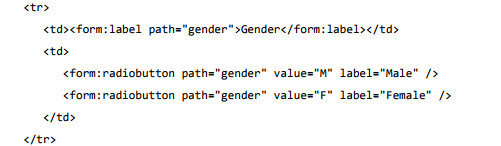 <tr>
<td><form:label path="gender">Gender</form:label></td>
<td>
<form:radiobutton path="gender" value="M" label="Male" />
<form:radiobutton path="gender" value="F" label="Female" />
</td>
</tr>